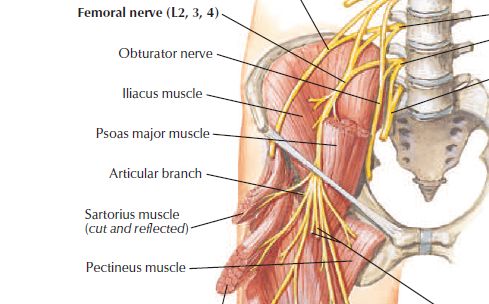 Femoral nerve (L2, 3, 4)
Obturator nerve
Iliacus muscle
Psoas major muscle
Articular branch
Sartorius muscle
(cut and reflected)
Pectineus muscle